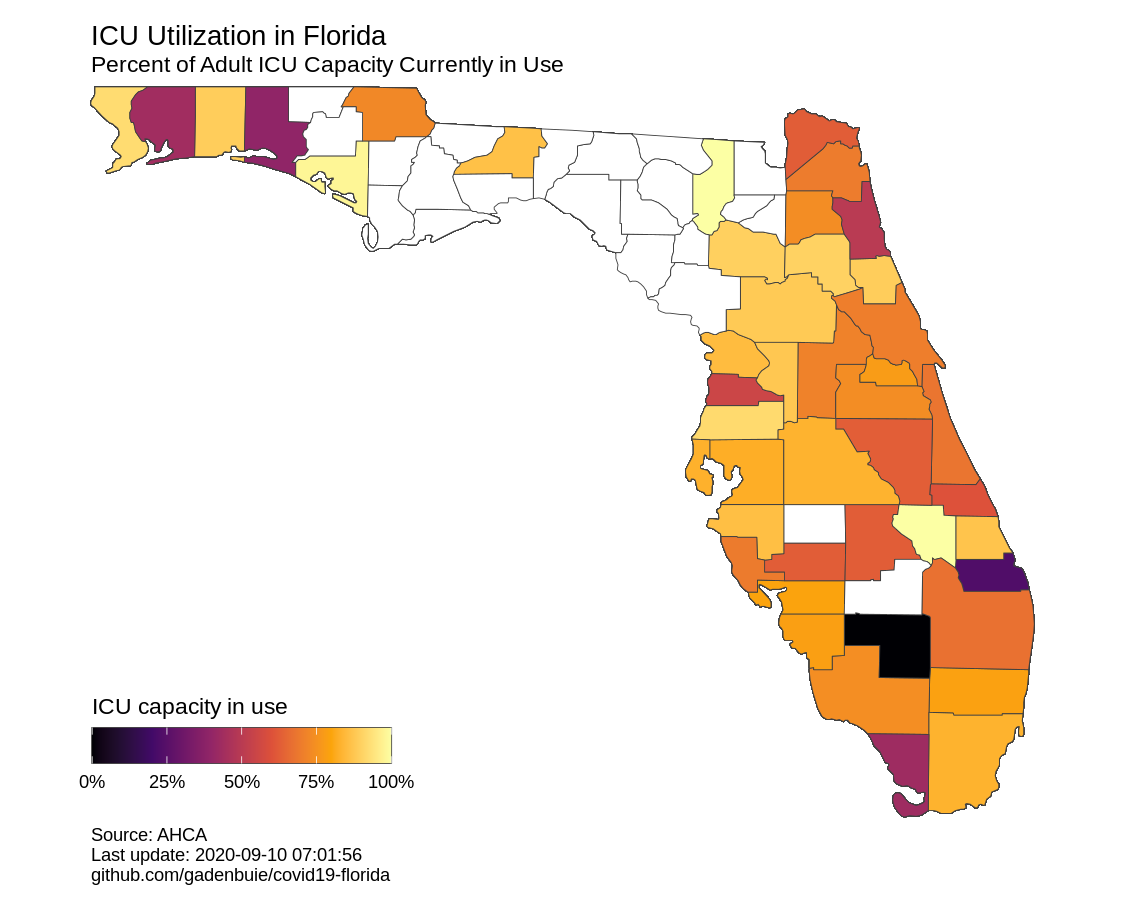 ICU Utilization in Florida
Percent of Adult ICU Capacity Currently in Use
ICU capacity in use
0% 25% 50% 75% 100%
Source: AHCA
Last update: 2020-09-10 07:01:56
github.com/gadenbuie/covid19-florida